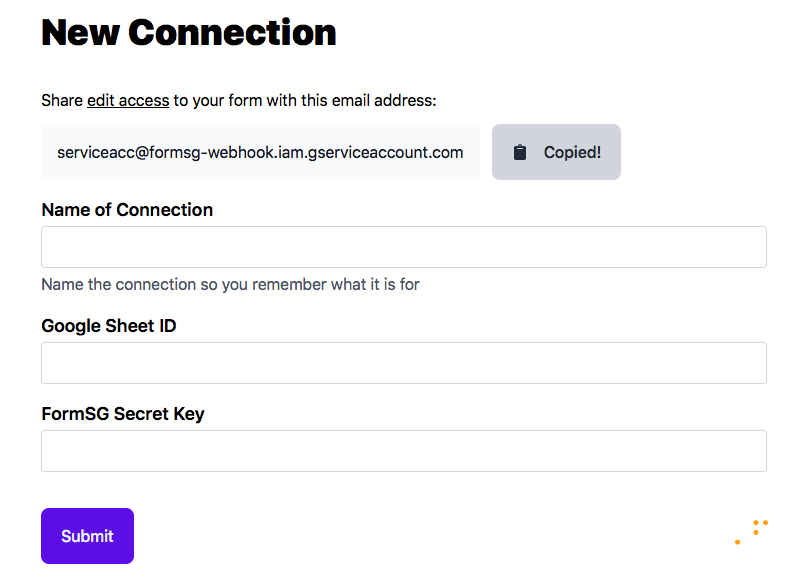 New Connection
Share edit access to your form with this email address:
serviceacc@formsg-webhook.iam.gserviceaccount.com
Copied!
Name of Connection
Name the connection so you remember what it is for
Google Sheet ID
FormSG Secret Key
Submit